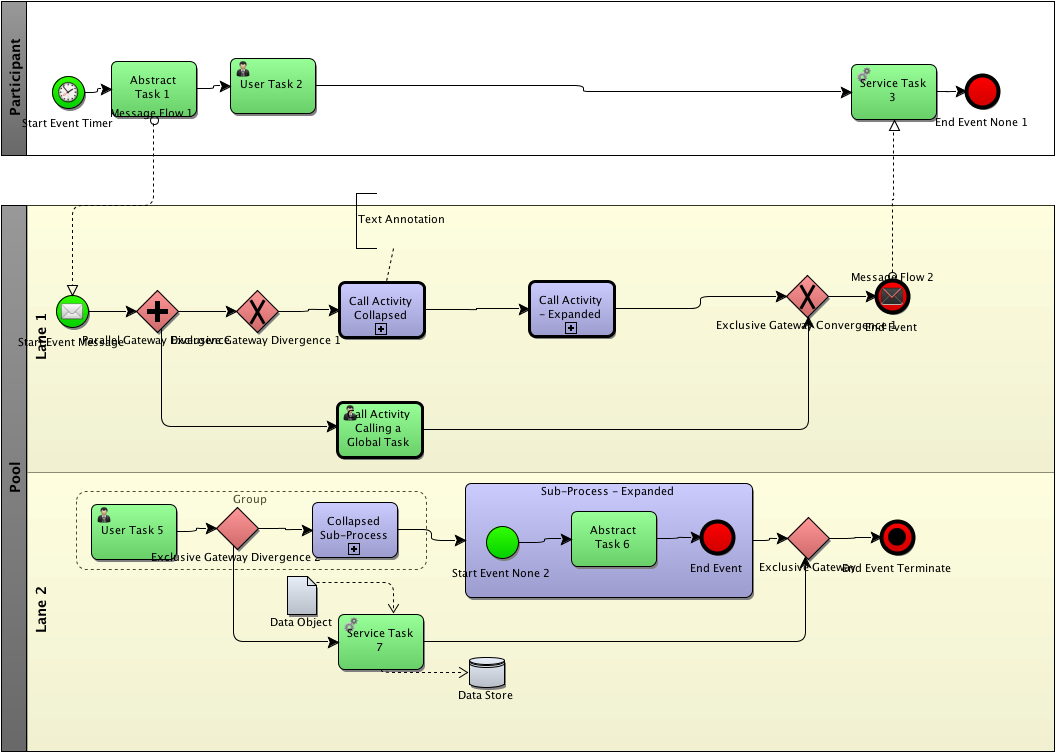 Participant
Abstract
Task 1
User Task 2
Service Task
3
Message Flow 1
Start Event Timer
End Event None 1
Text Annotation
Pool
Lane 1
Message Flow 2
Call Activity
Collapsed
Call Activity
- Expanded
Start Event Message
Parallel Gateway Divergence
Exclusive Gateway Divergence 1
Exclusive Gateway Convergence 1
End Event
Call Activity
Calling a
Global Task
Lane 2
Group
Sub-Process - Expanded
User Task 5
Collapsed
Sub-Process
Abstract
Task 6
Exclusive Gateway Divergence 2
Start Event None 2
End Event
Exclusive Gateway
End Event Terminate
Data Object
Service Task
7
Data Store